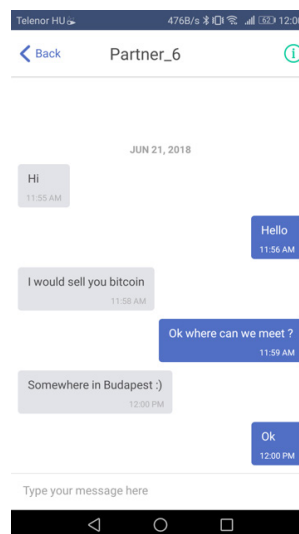 Telenor HU 476B/s 62 12:00
Back Partner_6
JUN 21, 2018
Hi
11:55 AM
Hello
11:56 AM
I would sell you bitcoin
11:58 AM
Ok where can we meet ?
11:59 AM
Somewhere in Budapest :)
12:00 PM
Ok
12:00 PM
Type your message here